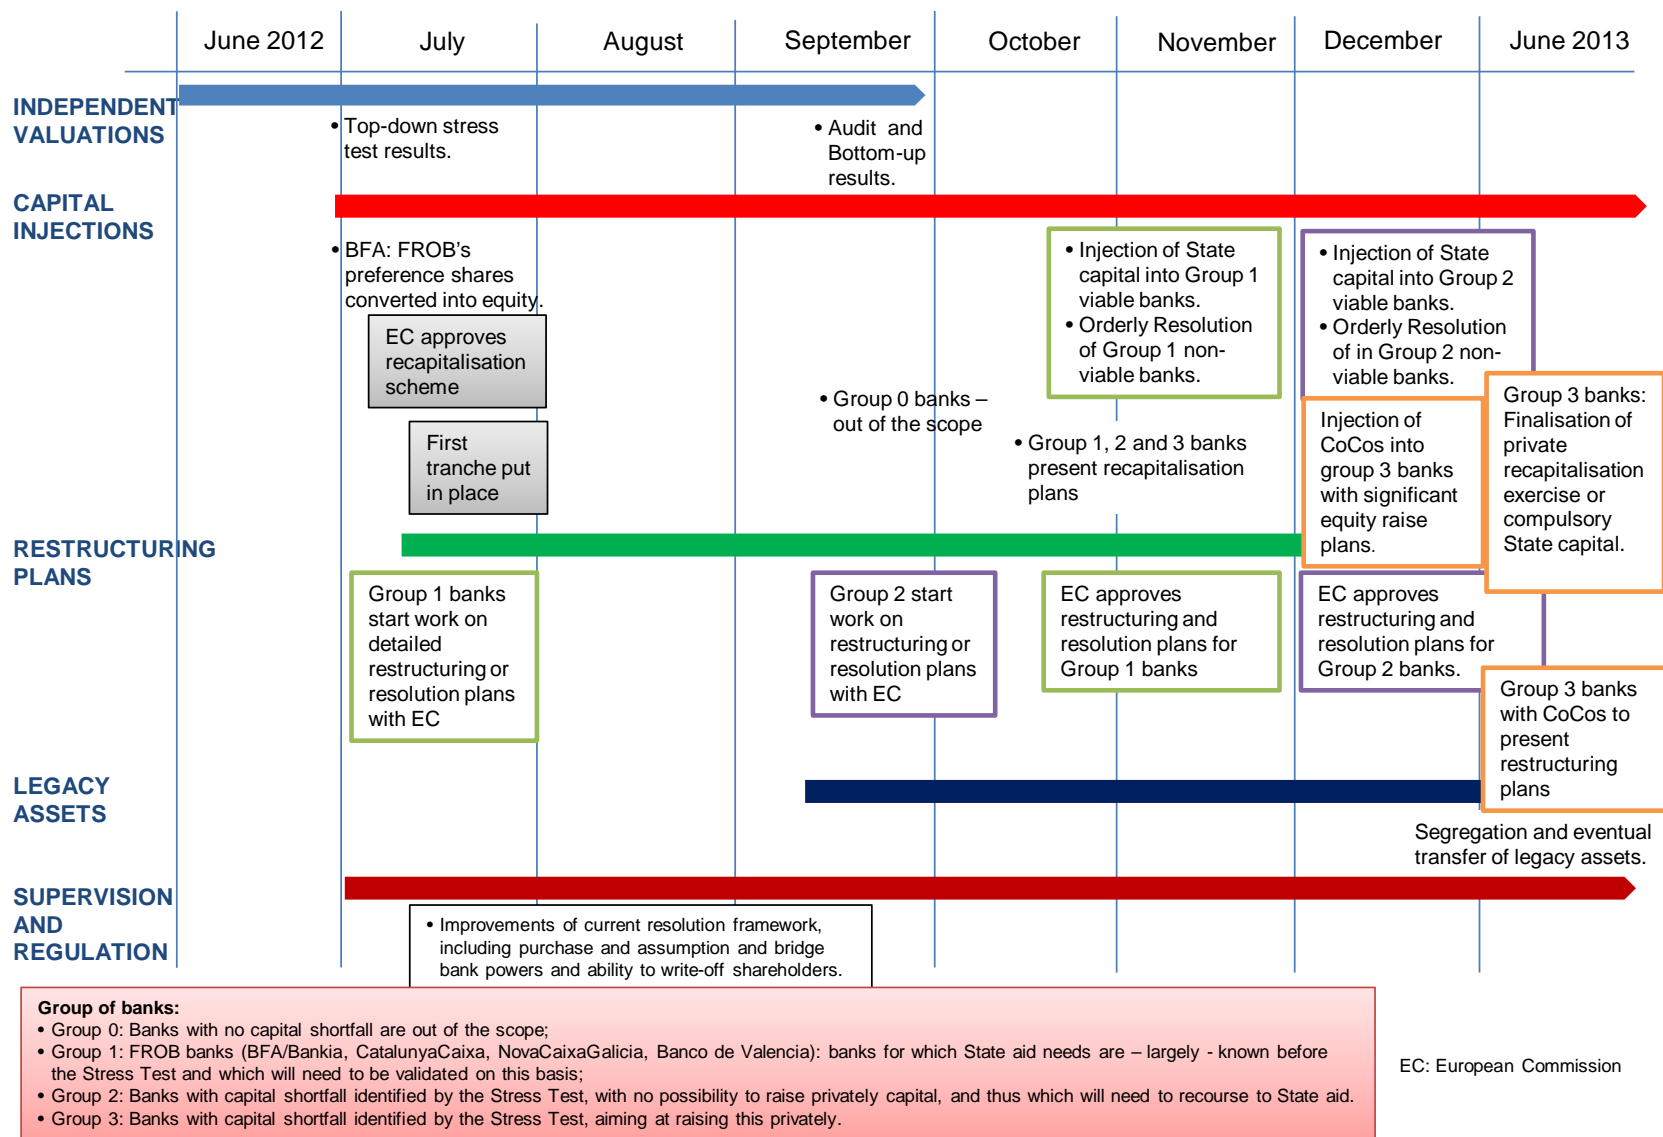 June 2012 July August September October November December June 2013
INDEPENDENT
VALUATIONS
• Top-down stress
test results.
• Audit and
Bottom-up
results.
CAPITAL
INJECTIONS
• BFA: FROB's
preference shares
converted into equity.
EC approves
recapitalisation
scheme
First
tranche put
in place
• Group 0 banks –
out of the scope
• Group 1, 2 and 3 banks
present recapitalisation
plans
• Injection of State
capital into Group 1
viable banks.
• Orderly Resolution
of Group 1 non-
viable banks.
• Injection of State
capital into Group 2
viable banks.
• Orderly Resolution
of in Group 2 non-
viable banks.
Injection of
CoCos into
group 3 banks
with significant
equity raise
plans.
Group 3 banks:
Finalisation of
private
recapitalisation
exercise or
compulsory
State capital.
RESTRUCTURING
PLANS
Group 1 banks
start work on
detailed
restructuring or
resolution plans
with EC
Group 2 start
work on
restructuring or
resolution plans
with EC
EC approves
restructuring and
resolution plans for
Group 1 banks
EC approves
restructuring and
resolution plans for
Group 2 banks.
Group 3 banks
with CoCos to
present
restructuring
plans
LEGACY
ASSETS
Segregation and eventual
transfer of legacy assets.
SUPERVISION
AND
REGULATION
• Improvements of current resolution framework,
including purchase and assumption and bridge
bank powers and ability to write-off shareholders.
Group of banks:
• Group 0: Banks with no capital shortfall are out of the scope;
• Group 1: FROB banks (BFA/Bankia, CatalunyaCaixa, NovaCaixaGalicia, Banco de Valencia): banks for which State aid needs are – largely - known before
the Stress Test and which will need to be validated on this basis;
• Group 2: Banks with capital shortfall identified by the Stress Test, with no possibility to raise privately capital, and thus which will need to recourse to State aid.
• Group 3: Banks with capital shortfall identified by the Stress Test, aiming at raising this privately.
EC: European Commission